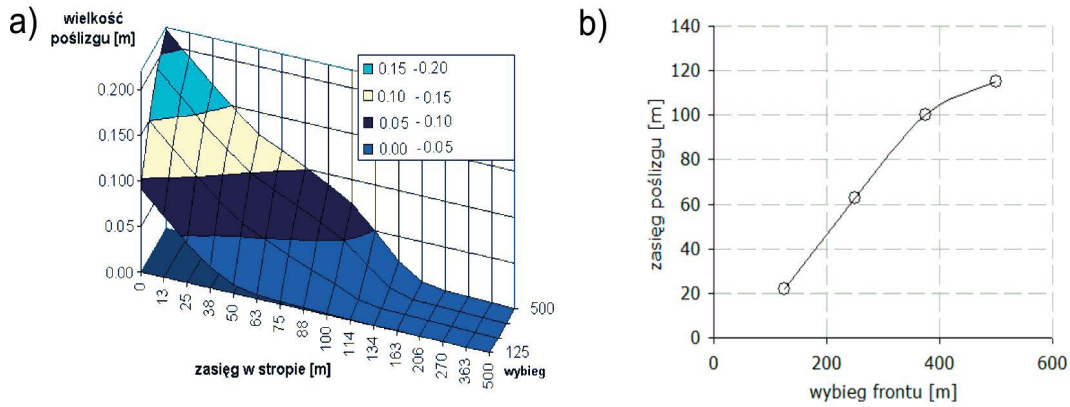 a)
wielkość
poślizgu [m]
0.200
0.150
0.100
0.05
0.00
0.15 - 0.20
0.10 - 0.15
0.05 - 0.10
0.00 - 0.05
0
13
25
38
50
63
75
88
100
114
134
163
206
270
363
500
500
125
wybieg
zasięg w stropie [m]
b)
zasięg poślizgu [m]
140
120
100
80
60
40
20
0
0 200 400 600
wybieg frontu [m]